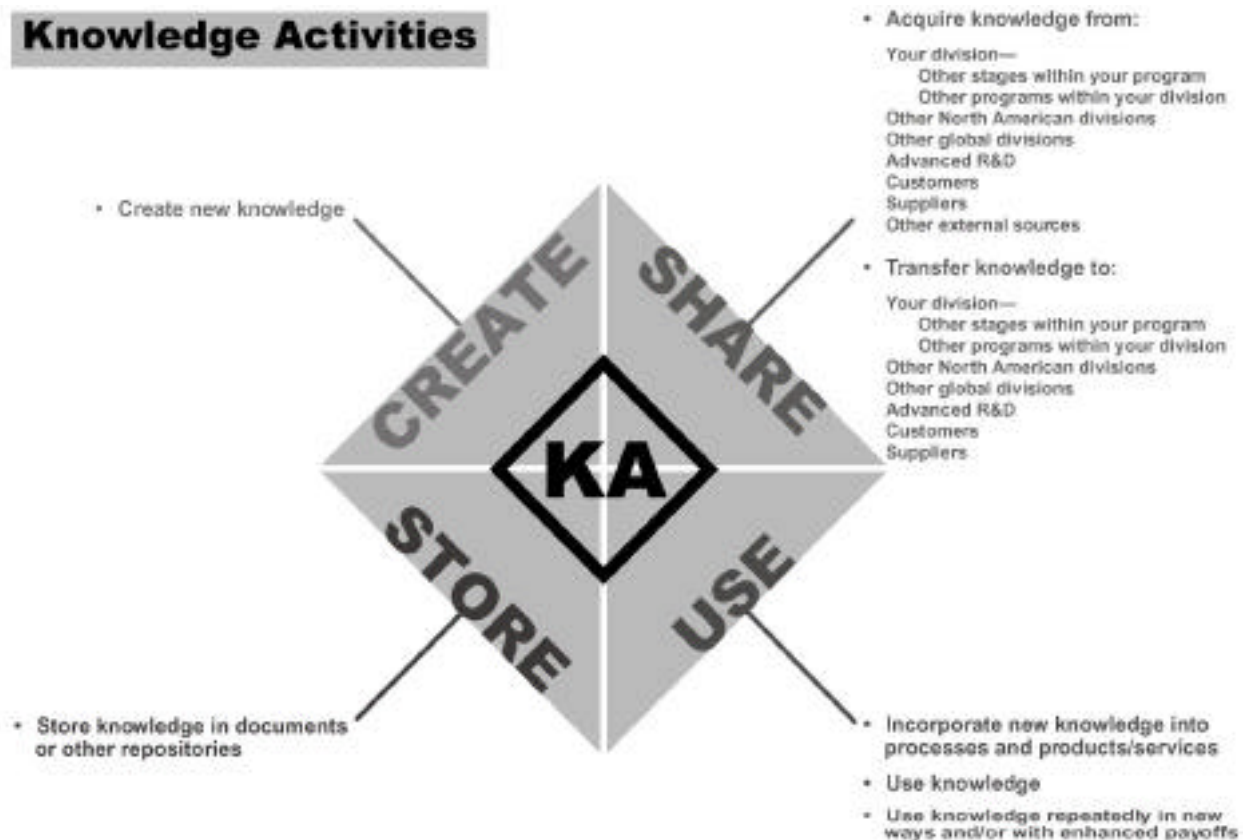 Knowledge Activities
• Acquire knowledge from:
Your division—
Other stages within your program
Other programs within your division
Other North American divisions
Other global divisions
Advanced R&D
Customers
Suppliers
Other external sources
• Transfer knowledge to:
Your division—
Other stages within your program
Other programs within your division
Other North American divisions
Other global divisions
Advanced R&D
Customers
Suppliers
• Create new knowledge
CREATE
SHARE
KA
STORE
USE
• Store knowledge in documents
or other repositories
• Incorporate new knowledge into
processes and products/services
• Use knowledge
• Use knowledge repeatedly in new
ways and/or with enhanced payoffs